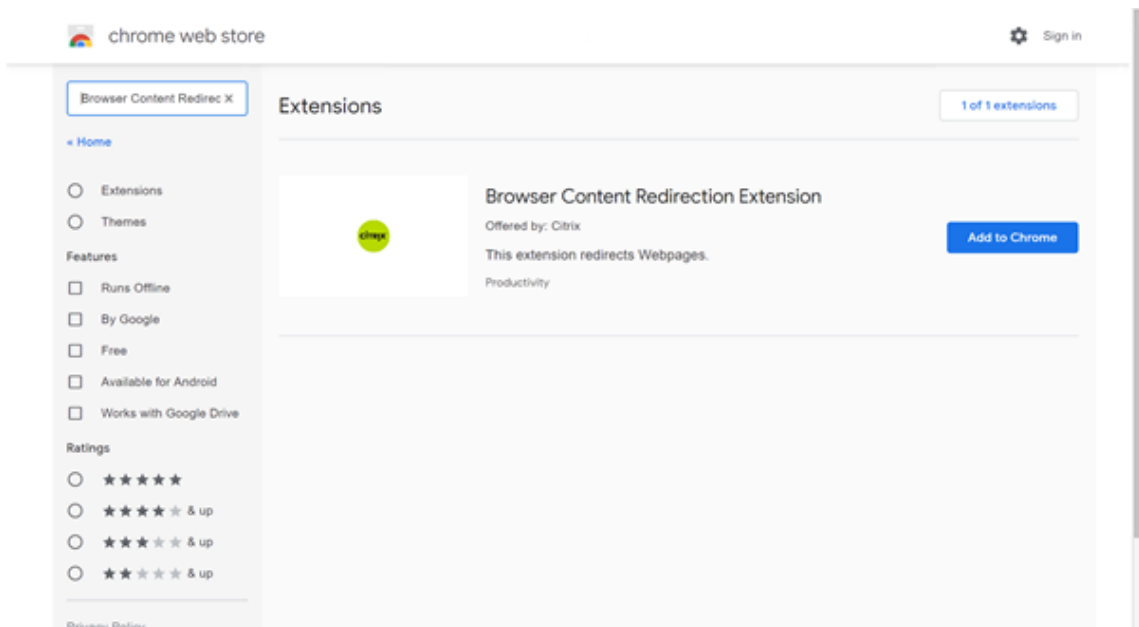 chrome web store
Sign in
Browser Content Redirec ×
« Home
Extensions
Themes
Features
Runs Offline
By Google
Free
Available for Android
Works with Google Drive
Ratings
& up
& up
& up
Privacy Policy
Extensions
1 of 1 extensions
citrix
Browser Content Redirection Extension
Offered by: Citrix
This extension redirects Webpages.
Productivity
Add to Chrome